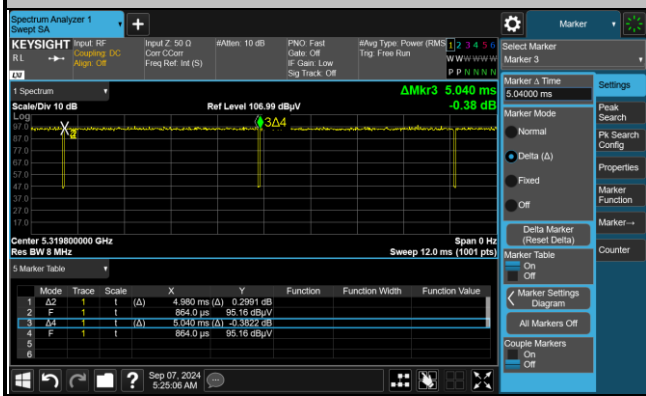 Spectrum Analyzer 1
Swept SA
KEYSIGHT
RL
Input: RF
Coupling: DC
Align: Off
Input Z: 50 Ω
Corr CCorr
Freq Ref: Int (S)
#Atten: 10 dB
PNO: Fast
Gate: Off
IF Gain: Low
Sig Track: Off
#Avg Type: Power (RMS
Trig: Free Run
1 2 3 4 5 6
W W W W W W
P P N N N N
LXI
1 Spectrum
Scale/Div 10 dB
Ref Level 106.99 dBµV
ΔMkr3 5.040 ms
-0.38 dB
Log
97.0
87.0
77.0
67.0
57.0
47.0
37.0
27.0
17.0
3Δ4
Center 5.319800000 GHz
Res BW 8 MHz
Span 0 Hz
Sweep 12.0 ms (1001 pts)
5 Marker Table
Mode Trace Scale X Y Function Function Width Function Value
1 Δ2 1 t (Δ) 4.980 ms (Δ) 0.2991 dB
2 F 1 t 864.0 µs 95.16 dBµV
3 Δ4 1 t (Δ) 5.040 ms (Δ) -0.3822 dB
4 F 1 t 864.0 µs 95.16 dBµV
5
6
?
Sep 07, 2024
5:25:06 AM
Marker
Select Marker
Marker 3
Marker Δ Time
5.04000 ms
Marker Mode
Normal
Delta (Δ)
Fixed
Off
Delta Marker
(Reset Delta)
Marker Table
On
Off
Marker Settings
Diagram
All Markers Off
Couple Markers
On
Off
Settings
Peak
Search
Pk Search
Config
Properties
Marker
Function
Marker→
Counter